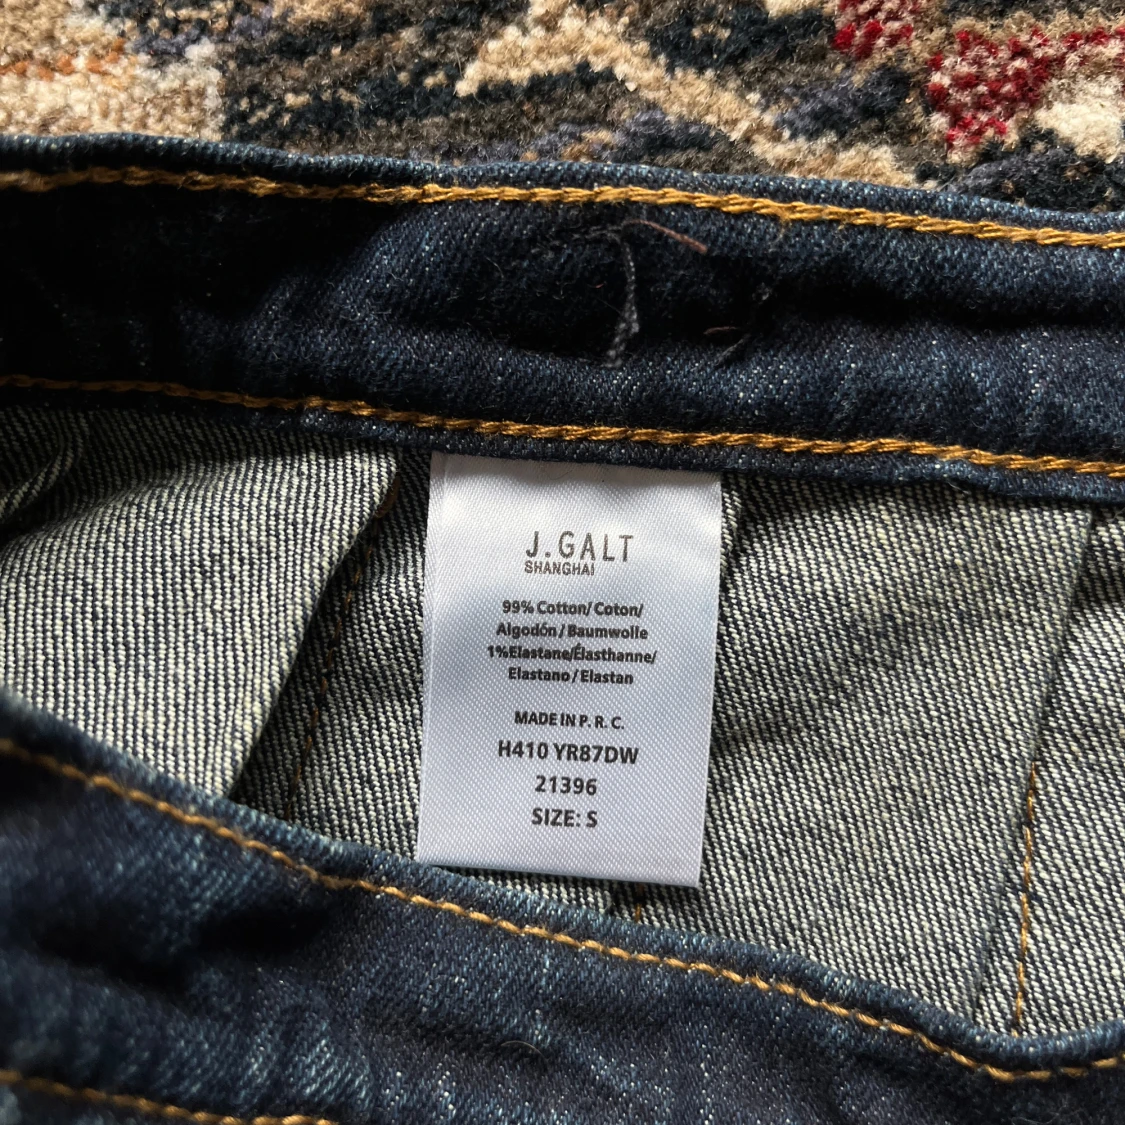 J.GALT
SHANGHAI
99% Cotton/Coton/
Algodón/Baumwolle
1%Elastane/Élasthanne/
Elastano/Elastan
MADE IN P. R. C.
H410 YR87DW
21396
SIZE: S